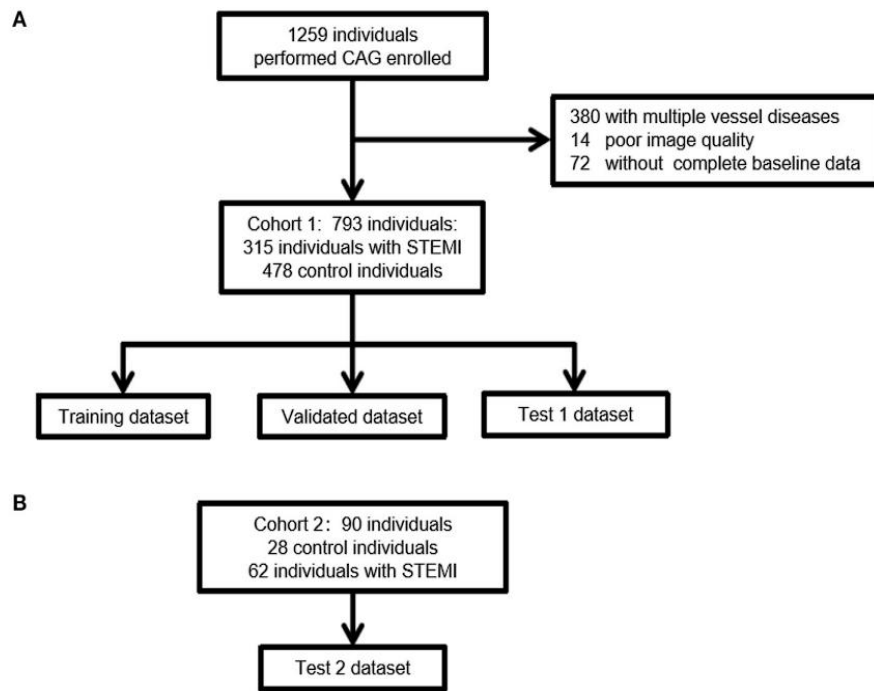 A
1259 individuals
performed CAG enrolled
380 with multiple vessel diseases
14 poor image quality
72 without complete baseline data
Cohort 1: 793 individuals:
315 individuals with STEMI
478 control individuals
Training dataset
Validated dataset
Test 1 dataset
B
Cohort 2: 90 individuals
28 control individuals
62 individuals with STEMI
Test 2 dataset